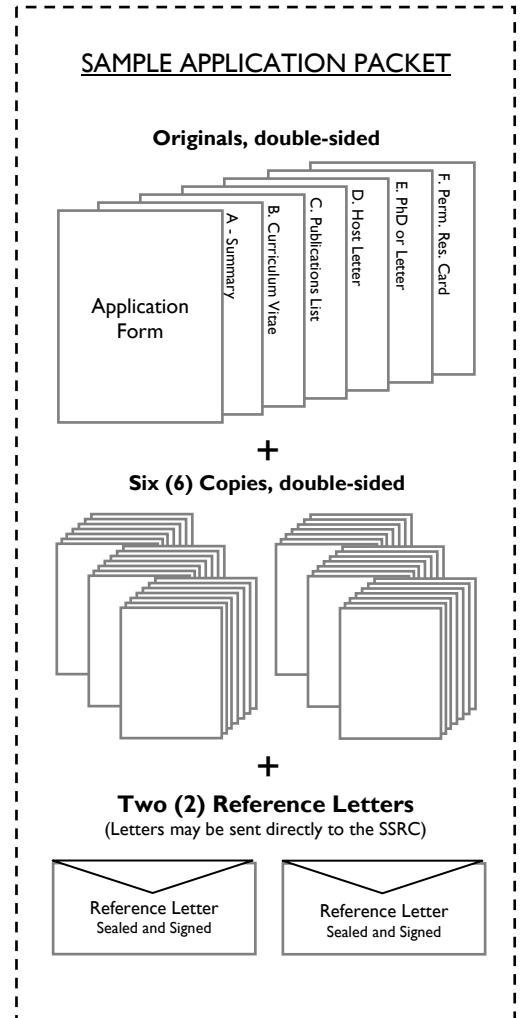 SAMPLE APPLICATION PACKET
Originals, double-sided
Application
Form
A - Summary
B. Curriculum Vitae
C. Publications List
D. Host Letter
E. PhD or Letter
F. Perm. Res. Card
+
Six (6) Copies, double-sided
+
Two (2) Reference Letters
(Letters may be sent directly to the SSRC)
Reference Letter
Sealed and Signed
Reference Letter
Sealed and Signed